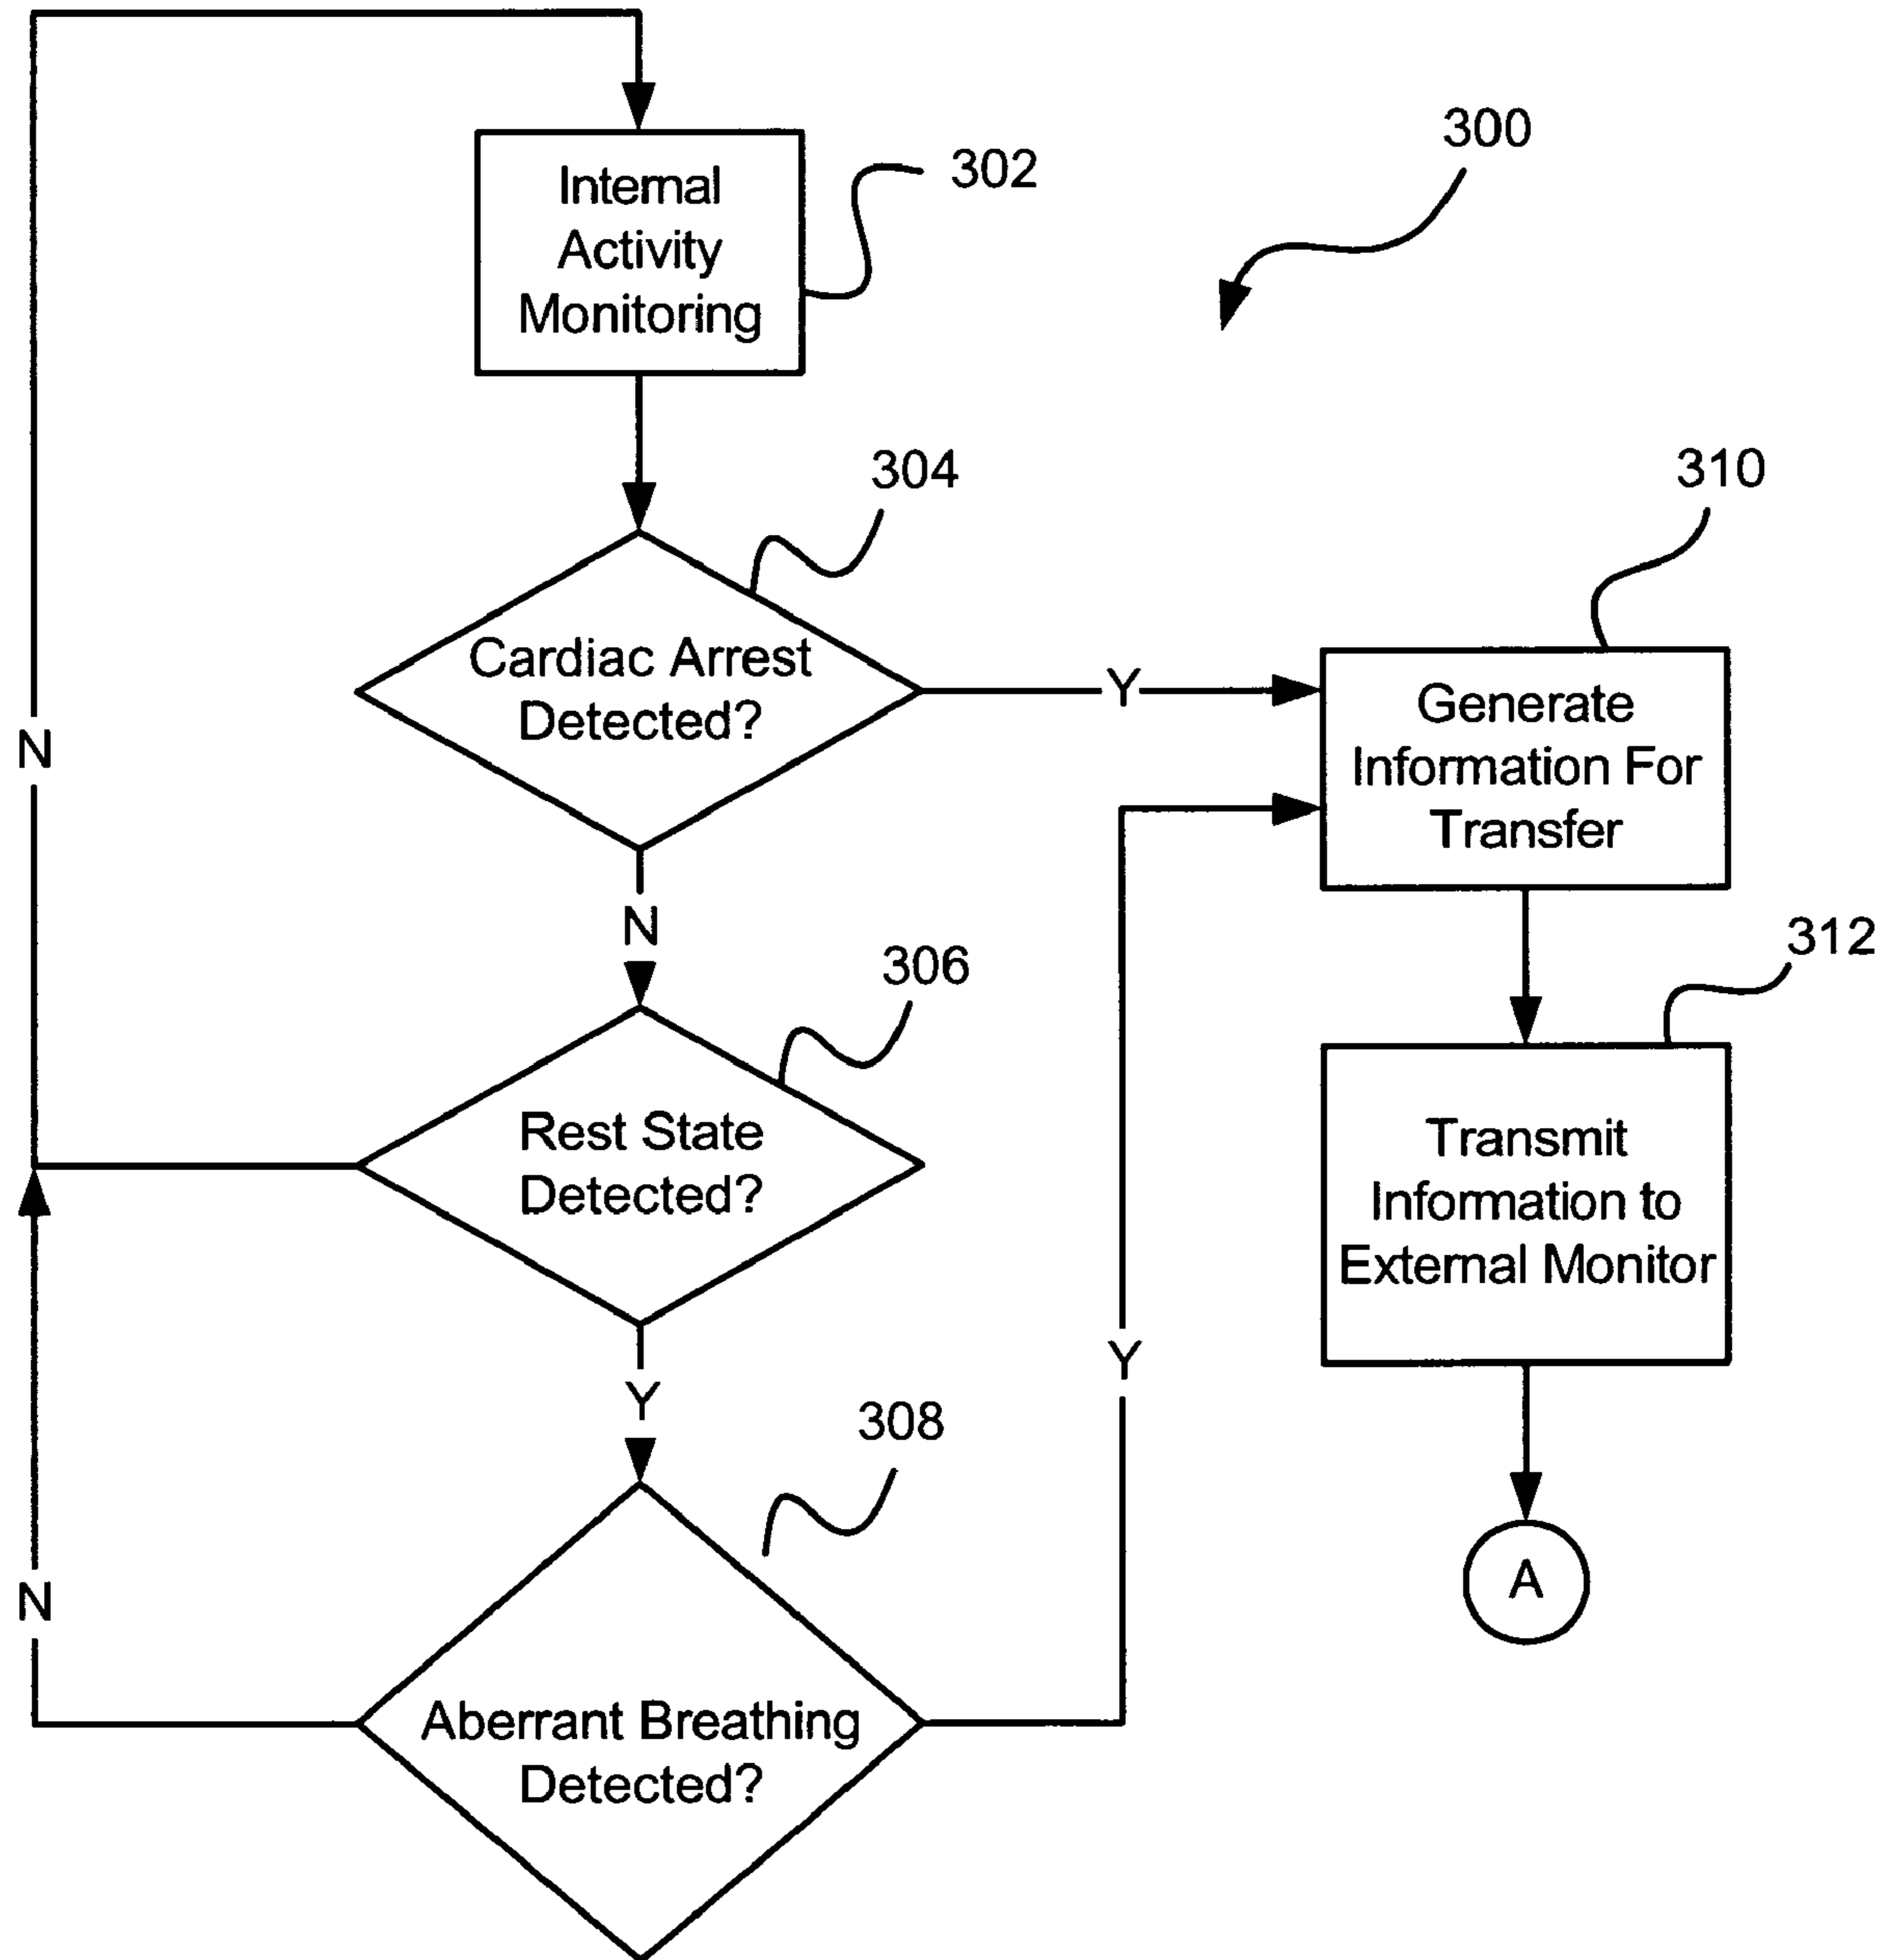 300
Internal
Activity
Monitoring
302
304
Cardiac Arrest
Detected?
Y
N
N
306
Rest State
Detected?
Y
308
Aberrant Breathing
Detected?
N
Y
310
Generate
Information For
Transfer
312
Transmit
Information to
External Monitor
A